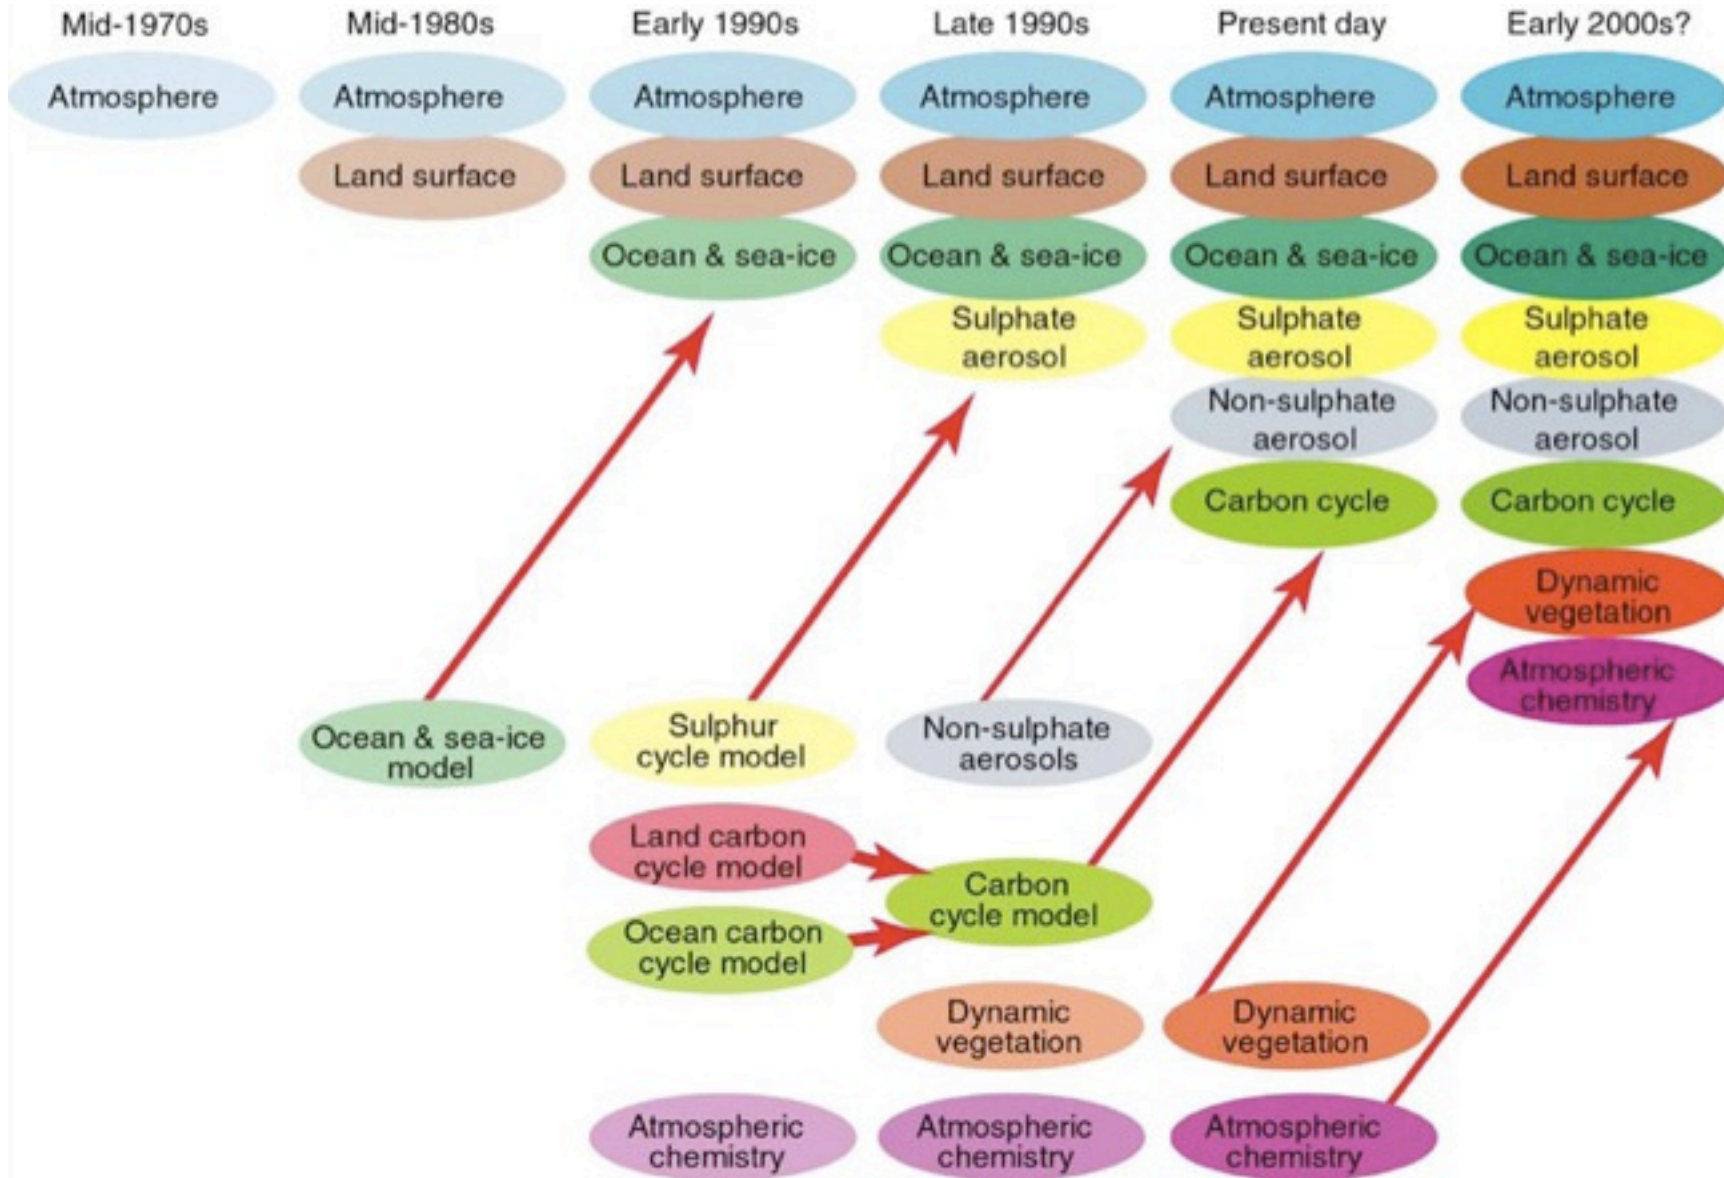 Mid-1970s Mid-1980s Early 1990s Late 1990s Present day Early 2000s?
Atmosphere Atmosphere Atmosphere Atmosphere Atmosphere Atmosphere
Land surface Land surface Land surface Land surface Land surface
Ocean & sea-ice Ocean & sea-ice Ocean & sea-ice Ocean & sea-ice
Sulphate Sulphate Sulphate
aerosol aerosol aerosol
Non-sulphate Non-sulphate
aerosol aerosol
Carbon cycle Carbon cycle
Dynamic
vegetation
Atmospheric
chemistry
Ocean & sea-ice
model
Sulphur
cycle model
Non-sulphate
aerosols
Land carbon
cycle model
Carbon
cycle model
Ocean carbon
cycle model
Dynamic Dynamic
vegetation vegetation
Atmospheric Atmospheric Atmospheric
chemistry chemistry chemistry